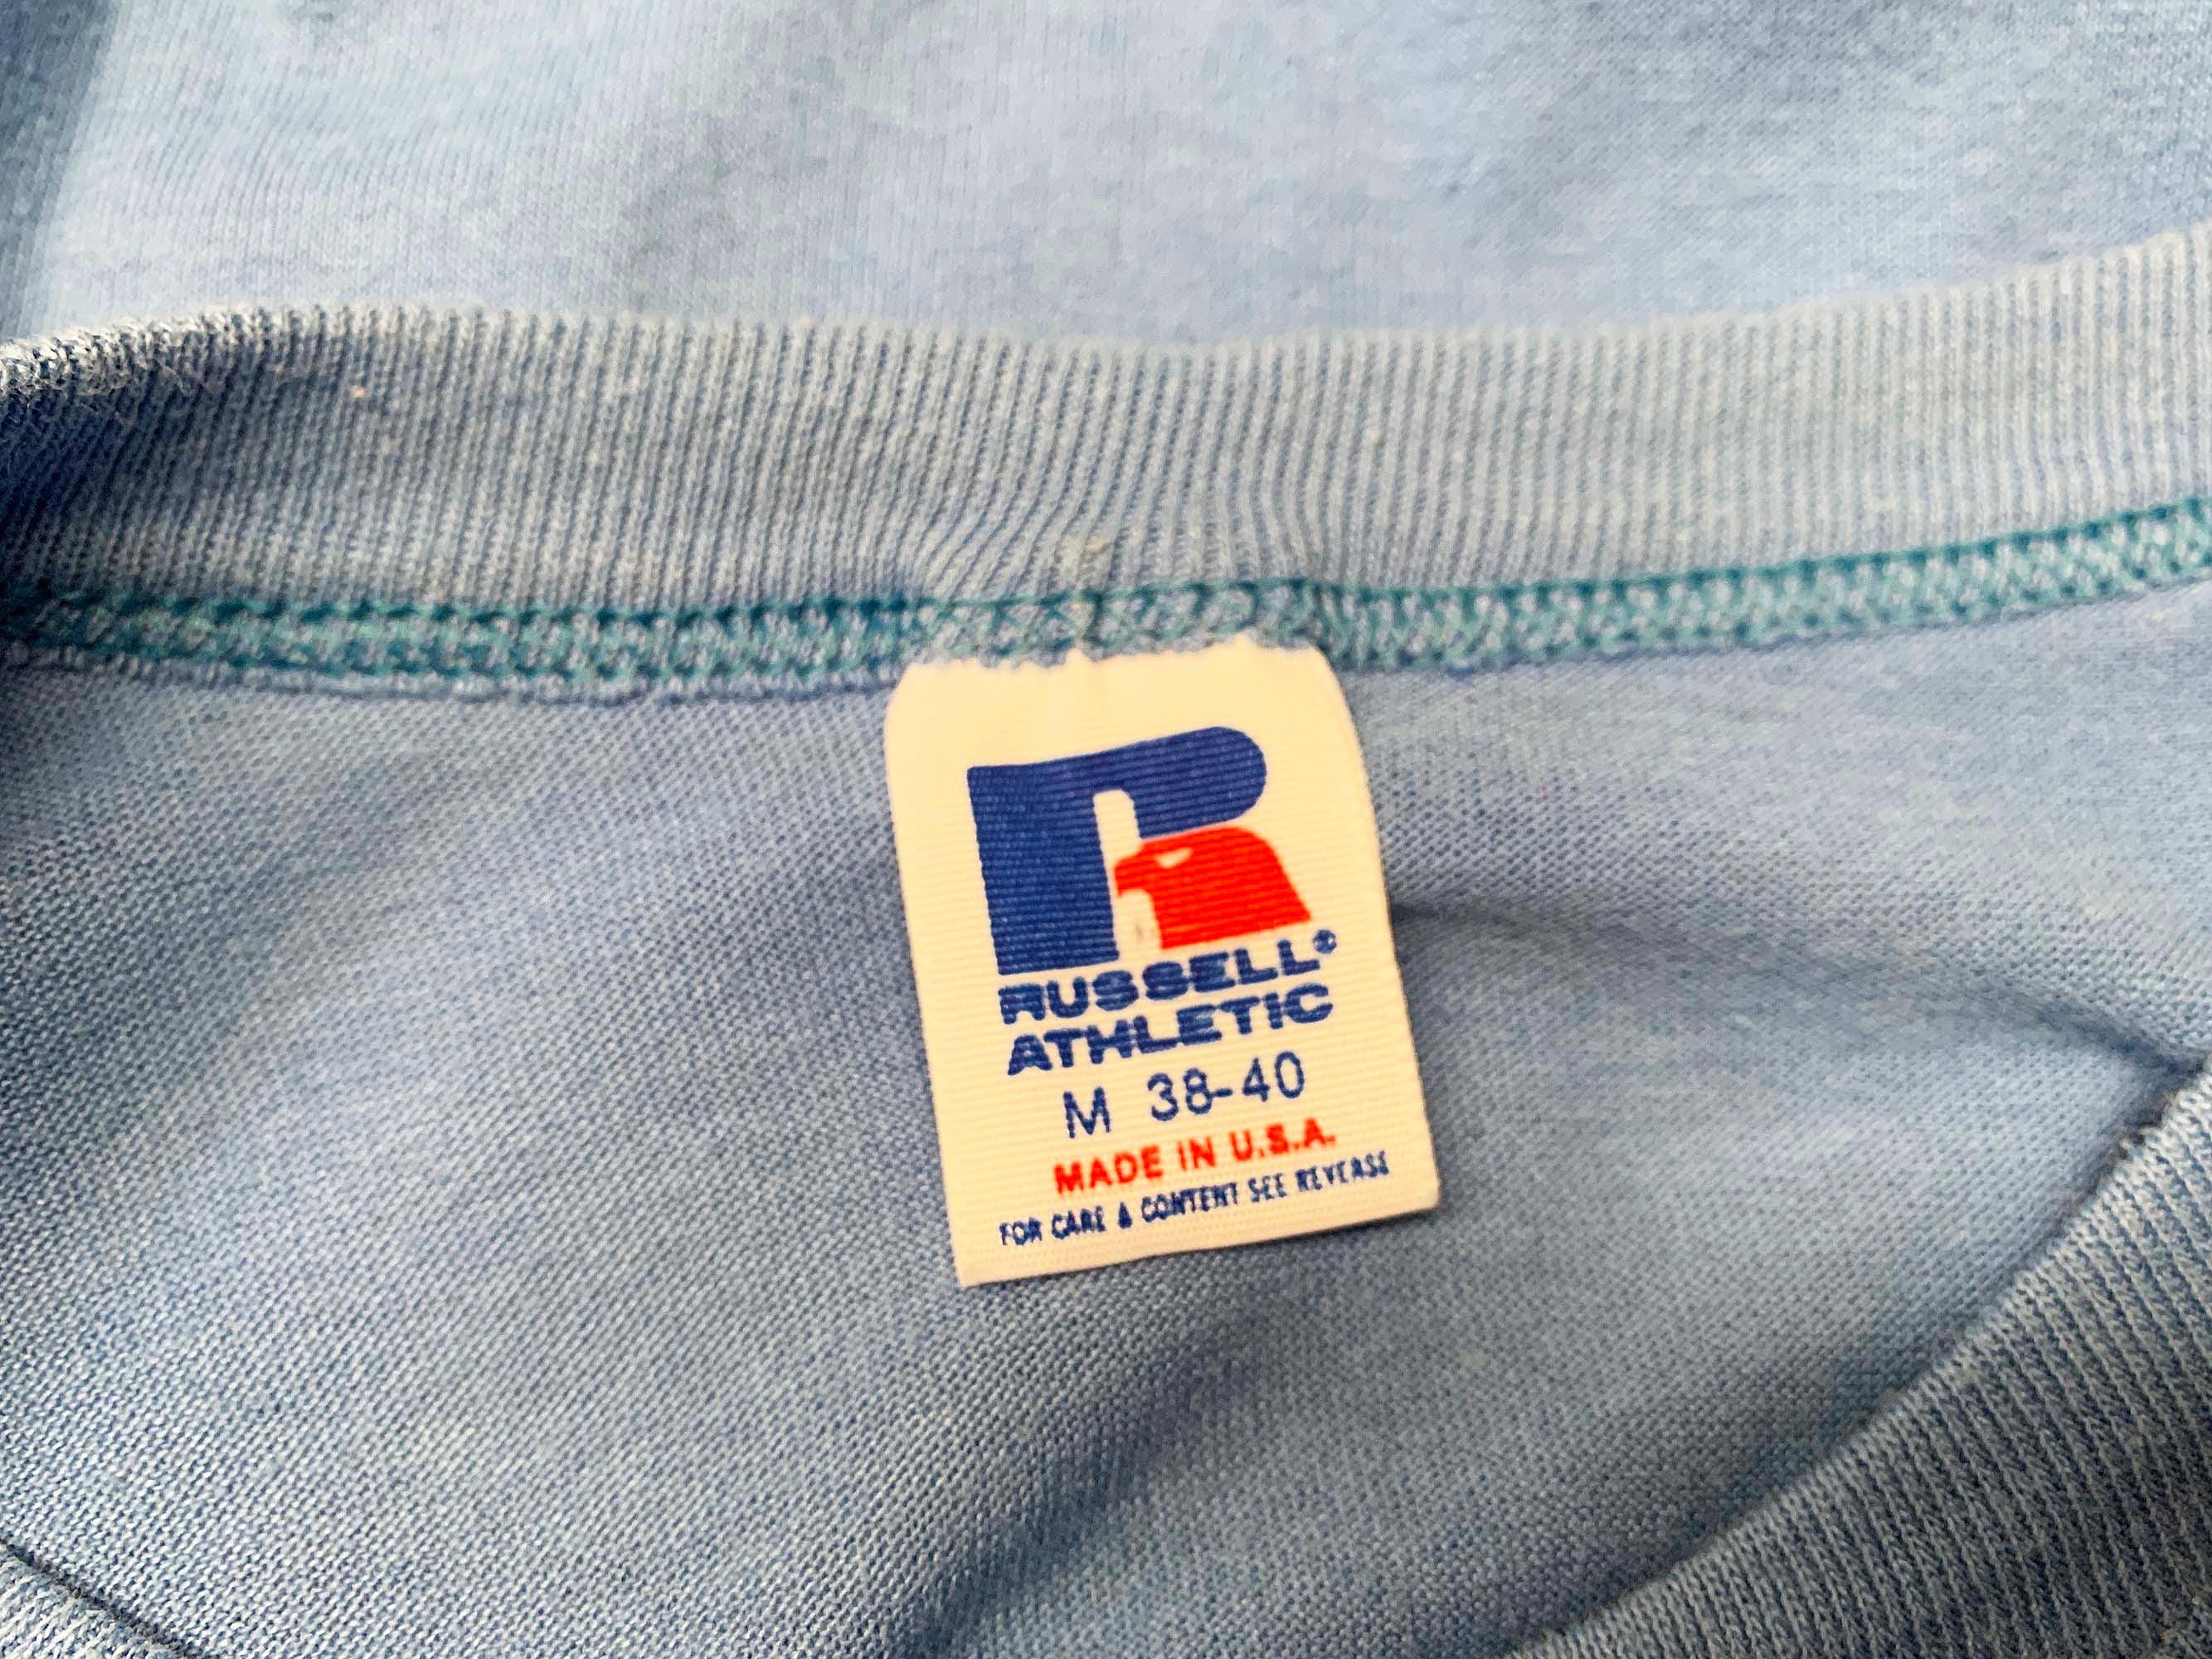 R
RUSSELL®
ATHLETIC
M 38-40
MADE IN U.S.A.
FOR CARE & CONTENT SEE REVERSE